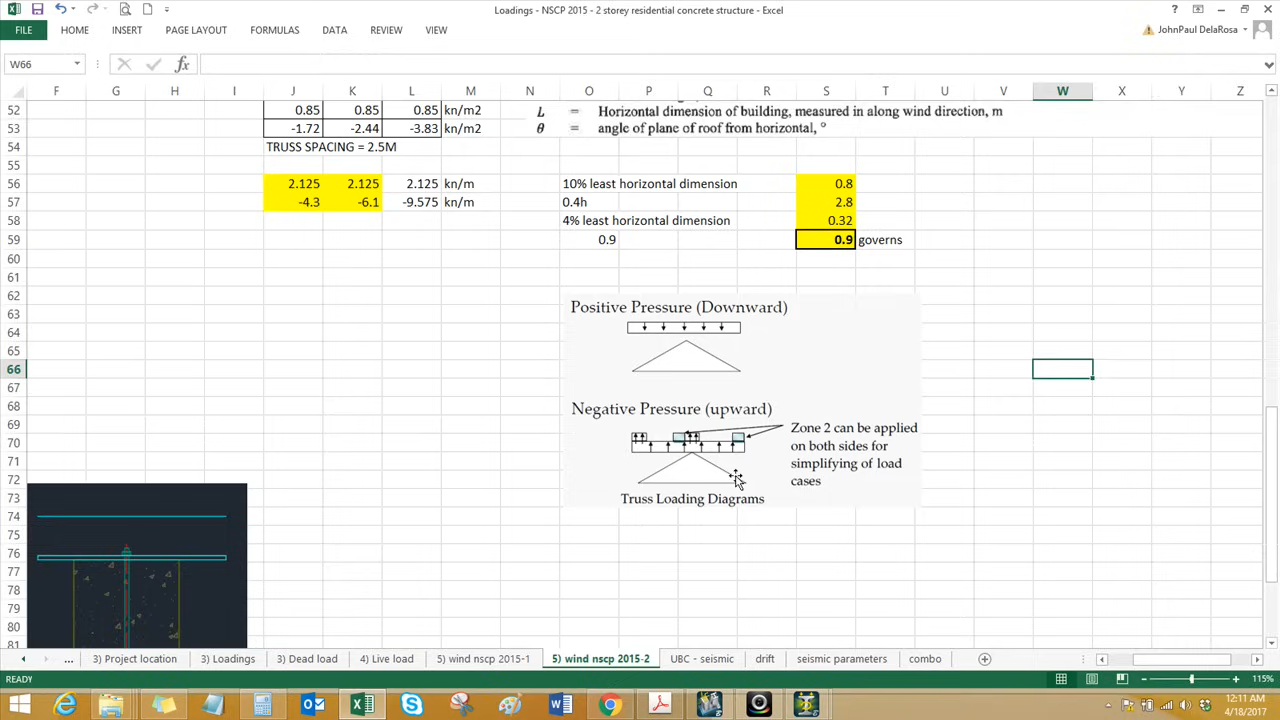 Loadings - NSCP 2015 - 2 storey residential concrete structure - Excel
FILE HOME INSERT PAGE LAYOUT FORMULAS DATA REVIEW VIEW JohnPaul DelaRosa
W66 fx
F G H I J K L M N O P Q R S T U V W X Y Z
52 0.85 0.85 0.85 kn/m2 L = Horizontal dimension of building, measured in along wind direction, m
53 -1.72 -2.44 -3.83 kn/m2 θ = angle of plane of roof from horizontal, °
54 TRUSS SPACING = 2.5M
55
56 2.125 2.125 2.125 kn/m 10% least horizontal dimension 0.8
57 -4.3 -6.1 -9.575 kn/m 0.4h 2.8
58 4% least horizontal dimension 0.32
59 0.9 0.9 governs
60
61
62
63 Positive Pressure (Downward)
64
65
66
67
68
69 Negative Pressure (upward)
70 Zone 2 can be applied
71 on both sides for
72 simplifying of load
cases
73 Truss Loading Diagrams
74
75
76
77
78
79
80
81
... 3) Project location 3) Loadings 3) Dead load 4) Live load 5) wind nscp 2015-1 5) wind nscp 2015-2 UBC - seismic drift seismic parameters combo
READY 115%
12:11 AM
4/18/2017